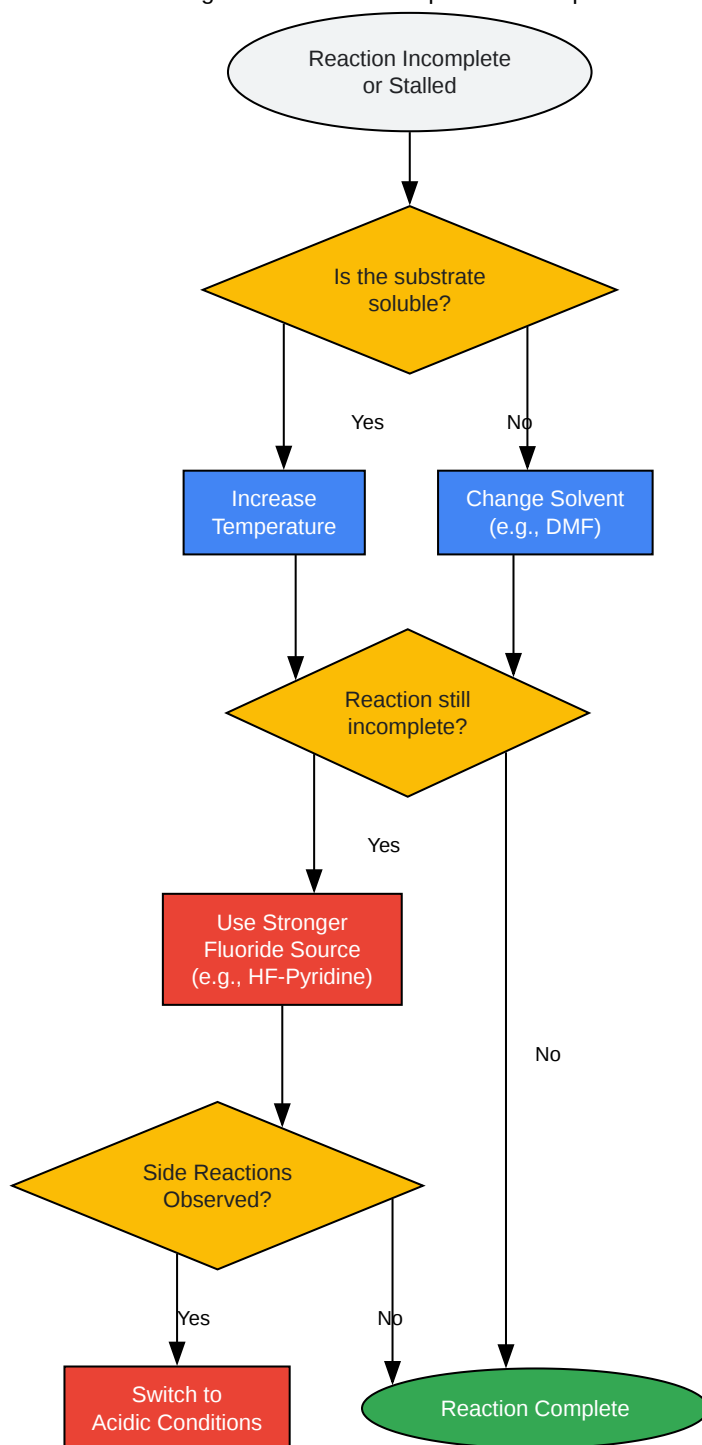 Reaction Incomplete
or Stalled
Is the substrate
soluble?
Yes
No
Increase
Temperature
Change Solvent
(e.g., DMF)
Reaction still
incomplete?
Yes
Use Stronger
Fluoride Source
(e.g., HF-Pyridine)
No
Side Reactions
Observed?
Yes
No
Switch to
Acidic Conditions
Reaction Complete